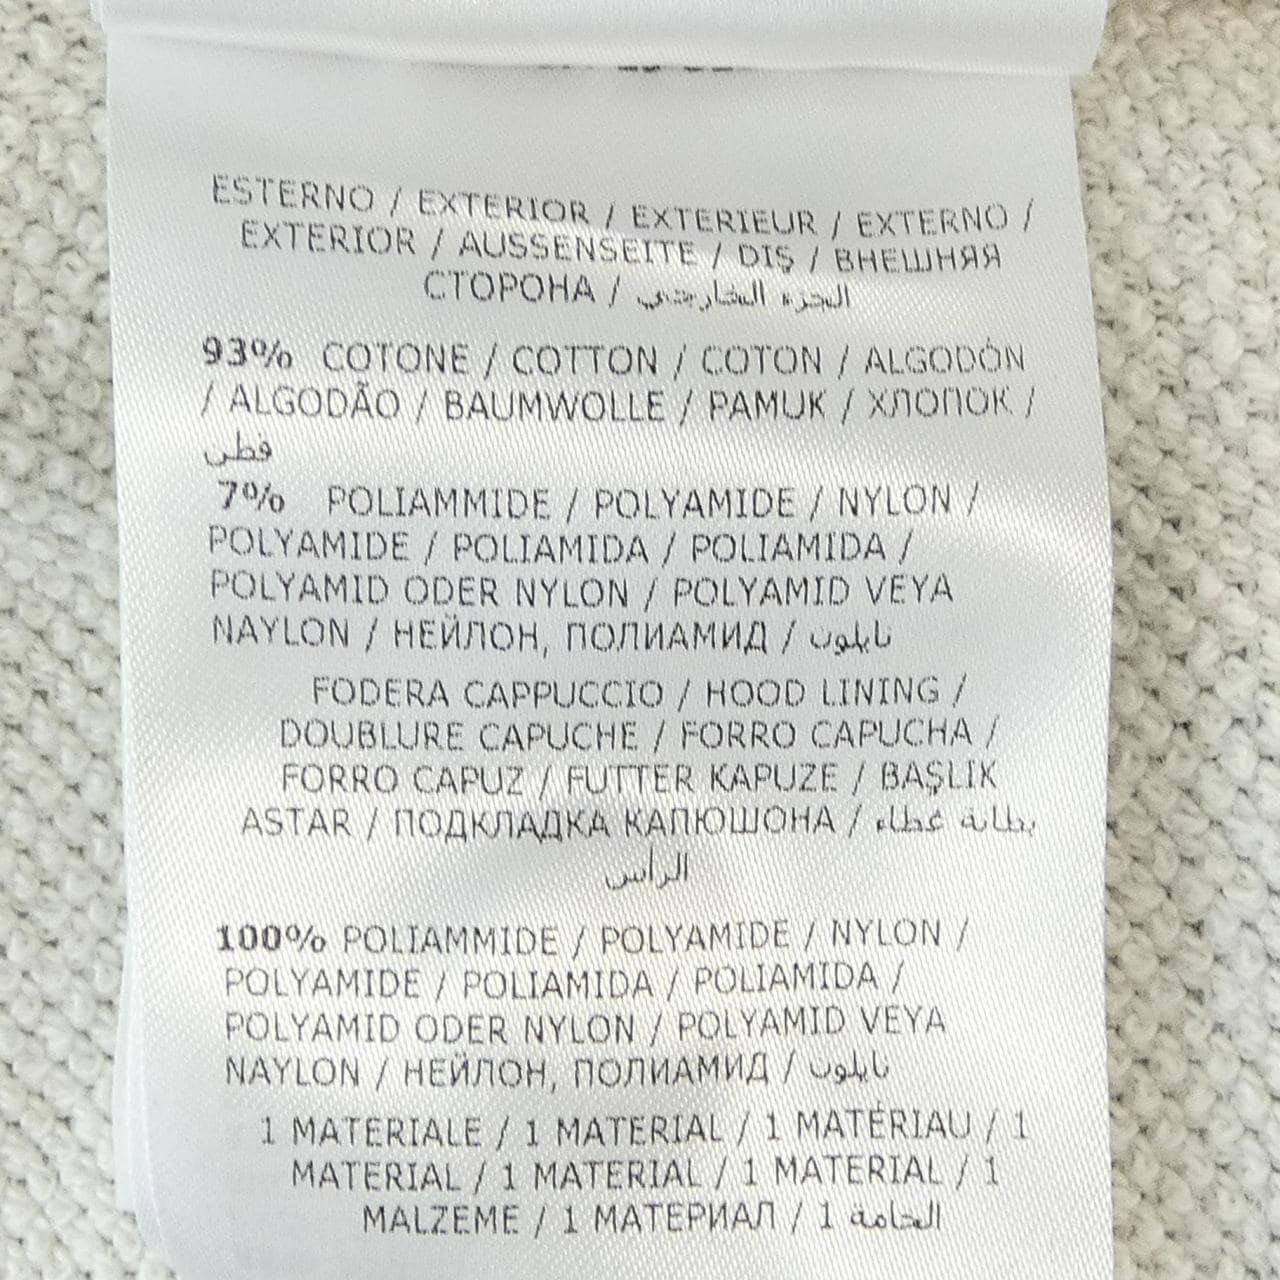 ESTERNO / EXTERIOR / EXTERIEUR / EXTERNO /
EXTERIOR / AUSSENSEITE / DIŞ / ВНЕШНЯЯ
СТОРОНА / الجزء الخارجي
93% COTONE / COTTON / COTON / ALGODÓN
/ ALGODÃO / BAUMWOLLE / PAMUK / ХЛОПОК /
قطن
7% POLIAMMIDE / POLYAMIDE / NYLON /
POLYAMIDE / POLIAMIDA / POLIAMIDA /
POLYAMID ODER NYLON / POLYAMID VEYA
NAYLON / НЕЙЛОН, ПОЛИАМИД / نايلون
FODERA CAPPUCCIO / HOOD LINING /
DOUBLURE CAPUCHE / FORRO CAPUCHA /
FORRO CAPUZ / FUTTER KAPUZE / BAŞLIK
ASTAR / ПОДКЛАДКА КАПЮШОНА / بطانة غطاء
الرأس
100% POLIAMMIDE / POLYAMIDE / NYLON /
POLYAMIDE / POLIAMIDA / POLIAMIDA /
POLYAMID ODER NYLON / POLYAMID VEYA
NAYLON / НЕЙЛОН, ПОЛИАМИД / نايلون
1 MATERIALE / 1 MATERIAL / 1 MATÉRIAU / 1
MATERIAL / 1 MATERIAL / 1 MATERIAL / 1
MALZEME / 1 МАТЕРИАЛ / 1 الخامة